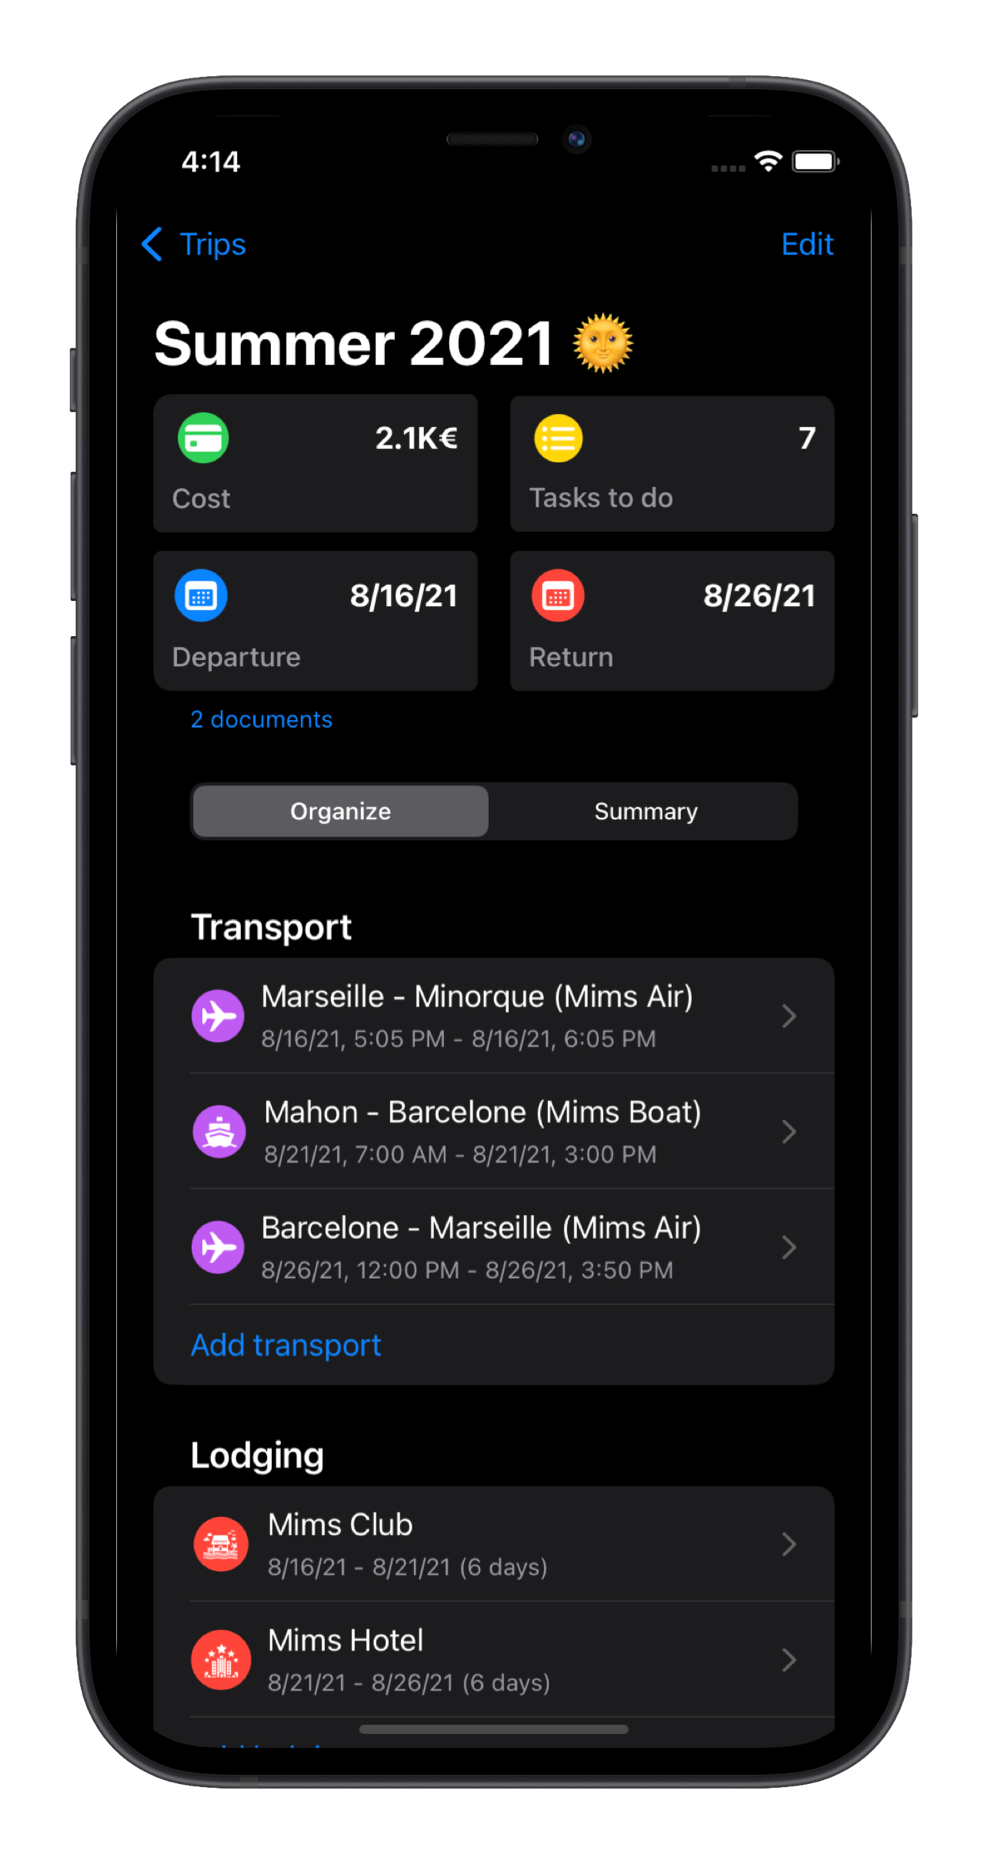 4:14
Trips
Edit
Summer 2021 🌞
2.1K€
Cost
7
Tasks to do
8/16/21
Departure
8/26/21
Return
2 documents
Organize
Summary
Transport
Marseille - Minorque (Mims Air)
8/16/21, 5:05 PM - 8/16/21, 6:05 PM
Mahon - Barcelone (Mims Boat)
8/21/21, 7:00 AM - 8/21/21, 3:00 PM
Barcelone - Marseille (Mims Air)
8/26/21, 12:00 PM - 8/26/21, 3:50 PM
Add transport
Lodging
Mims Club
8/16/21 - 8/21/21 (6 days)
Mims Hotel
8/21/21 - 8/26/21 (6 days)